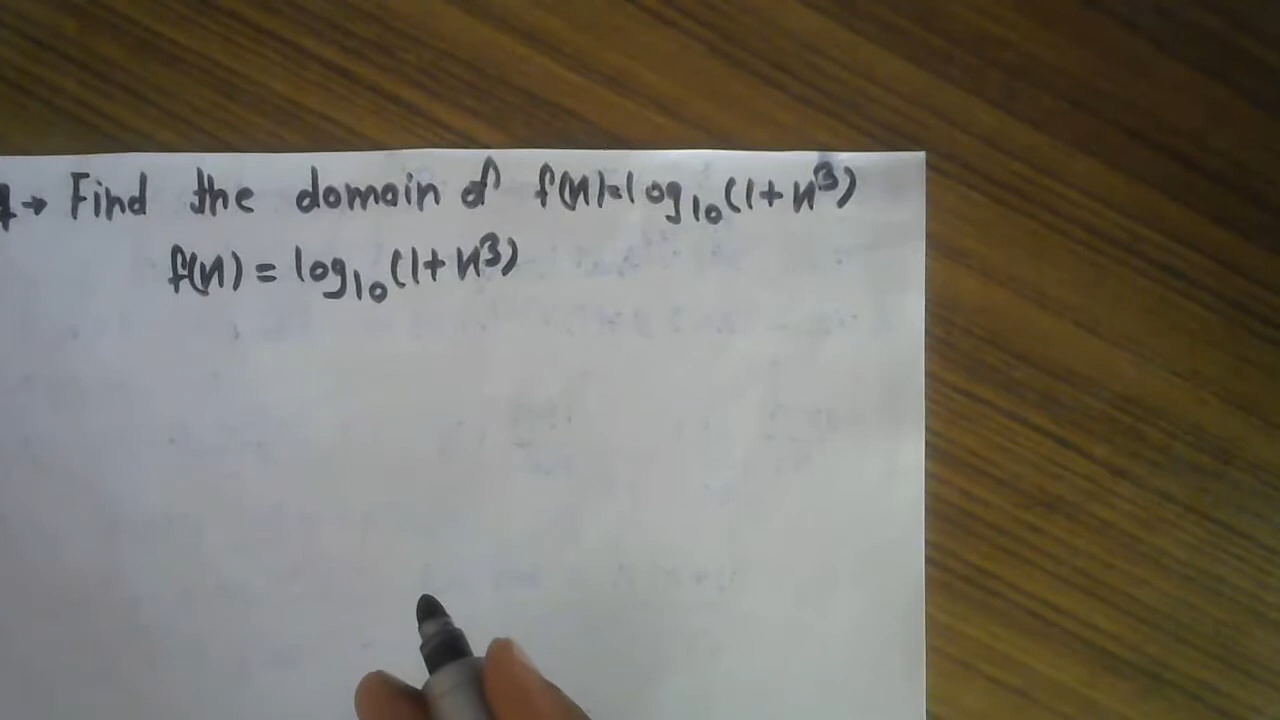 → Find the domain of f(x)=log₁₀(1+x³)
f(x) = log₁₀(1+x³)